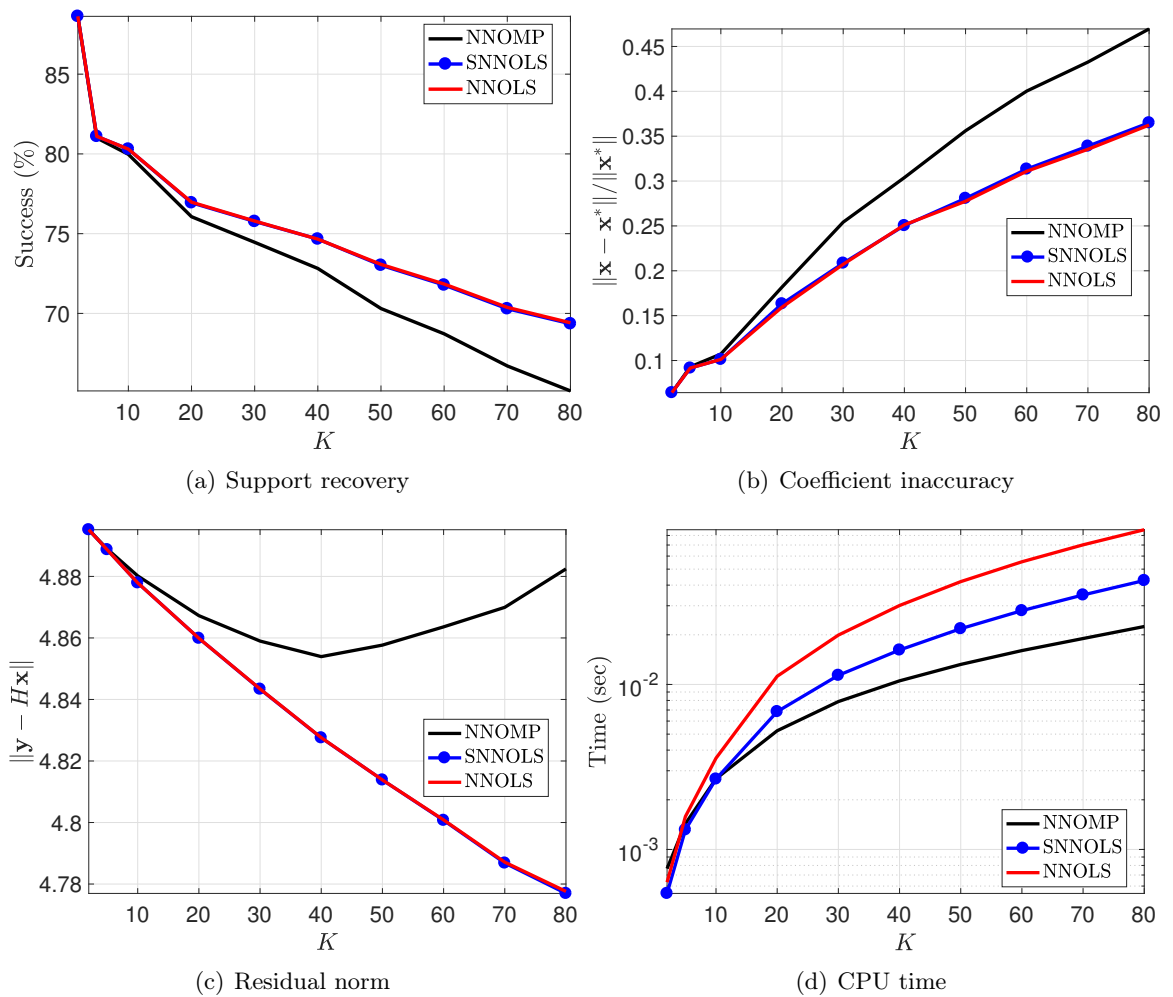 Success (%)
85
80
75
70
10 20 30 40 50 60 70 80
K
NNOMP
SNNOLS
NNOLS
(a) Support recovery
||x − x*||/||x*||
0.45
0.4
0.35
0.3
0.25
0.2
0.15
0.1
10 20 30 40 50 60 70 80
K
NNOMP
SNNOLS
NNOLS
(b) Coefficient inaccuracy
||y − Hx||
4.88
4.86
4.84
4.82
4.8
4.78
10 20 30 40 50 60 70 80
K
NNOMP
SNNOLS
NNOLS
(c) Residual norm
Time (sec)
10-2
10-3
10 20 30 40 50 60 70 80
K
NNOMP
SNNOLS
NNOLS
(d) CPU time